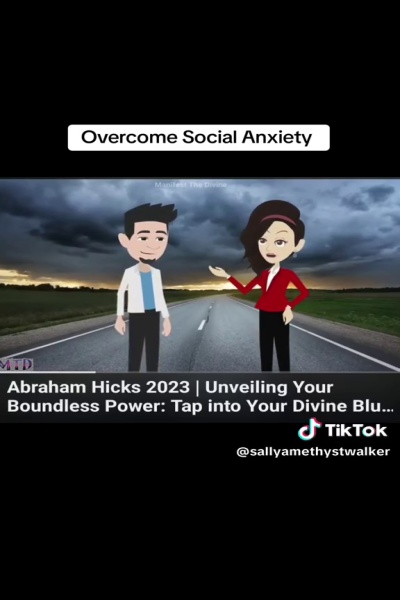 Overcome Social Anxiety
Manifest The Divine
MTD
Abraham Hicks 2023 | Unveiling Your
Boundless Power: Tap into Your Divine Blu...
TikTok
@sallyamethystwalker